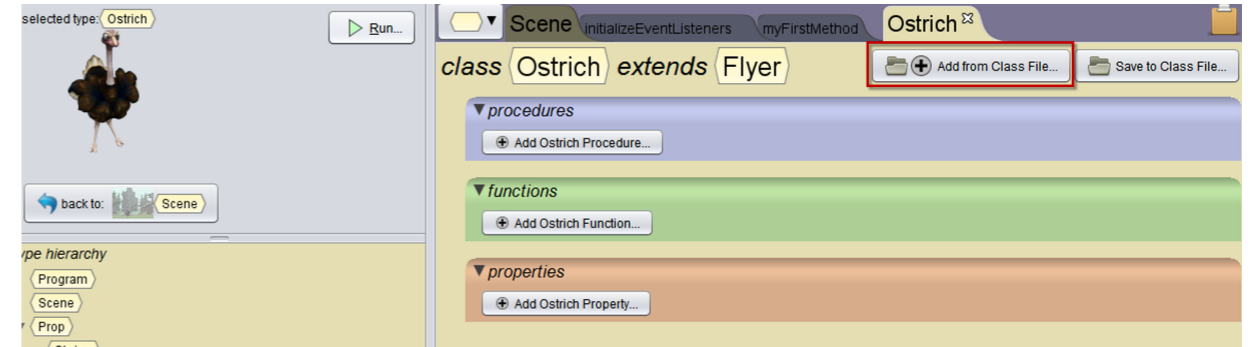 selected type: Ostrich
Run...
back to: Scene
ype hierarchy
Program
Scene
Prop
Scene initializeEventListeners myFirstMethod Ostrich
class Ostrich extends Flyer
Add from Class File...
Save to Class File...
procedures
Add Ostrich Procedure...
functions
Add Ostrich Function...
properties
Add Ostrich Property...